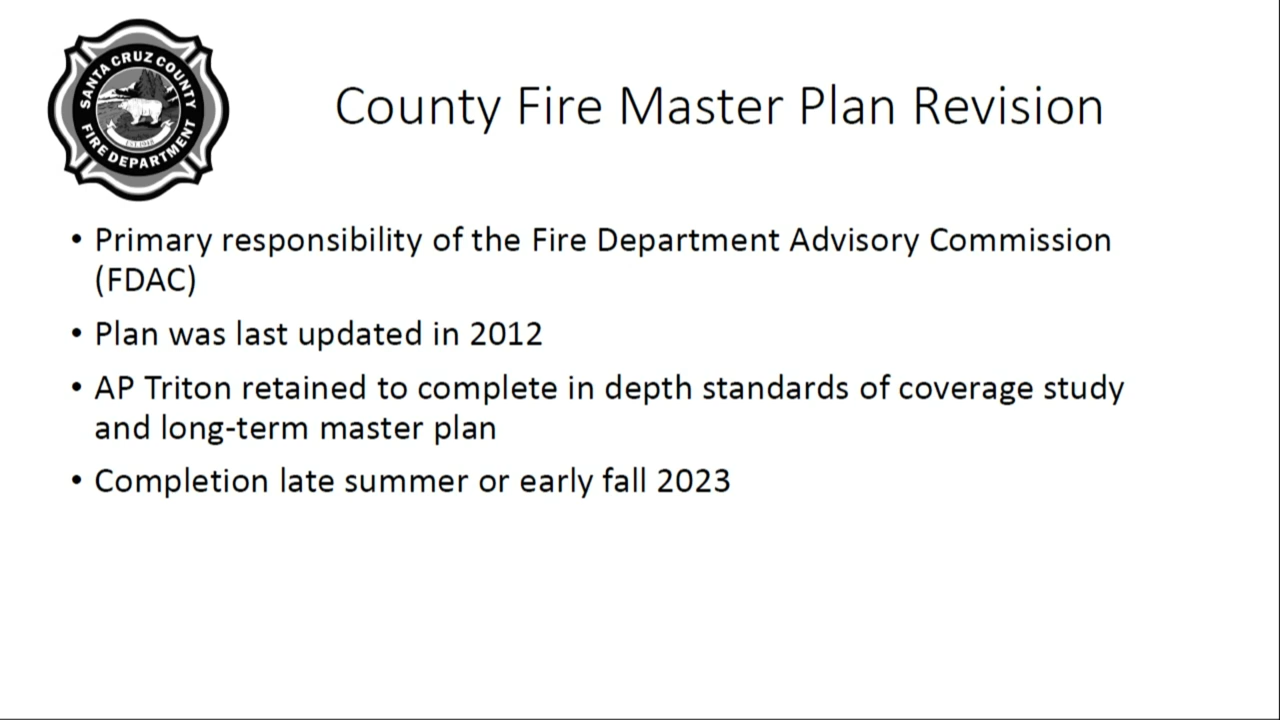 SANTA CRUZ COUNTY
FIRE DEPARTMENT
County Fire Master Plan Revision
• Primary responsibility of the Fire Department Advisory Commission
(FDAC)
• Plan was last updated in 2012
• AP Triton retained to complete in depth standards of coverage study
and long-term master plan
• Completion late summer or early fall 2023